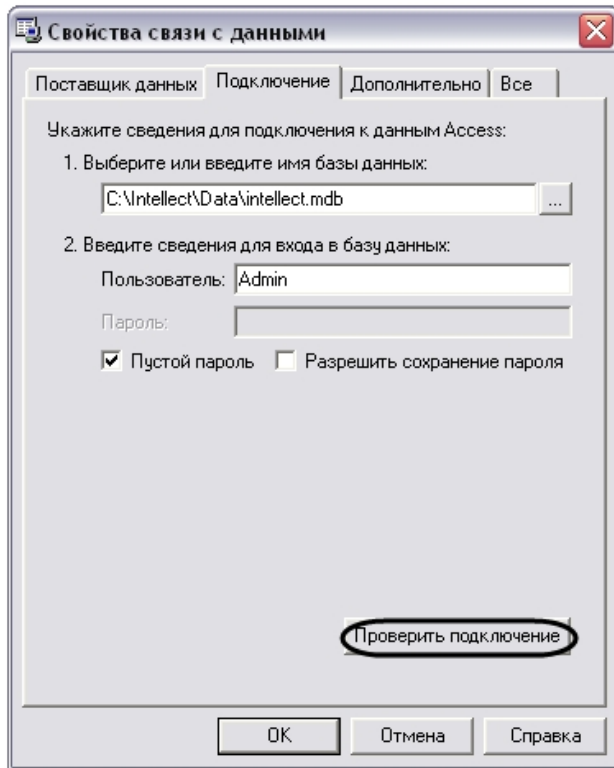 Свойства связи с данными
Поставщик данных Подключение Дополнительно Все
Укажите сведения для подключения к данным Access:
1. Выберите или введите имя базы данных:
C:\Intellect\Data\intellect.mdb ...
2. Введите сведения для входа в базу данных:
Пользователь: Admin
Пароль:
Пустой пароль Разрешить сохранение пароля
Проверить подключение
OK Отмена Справка